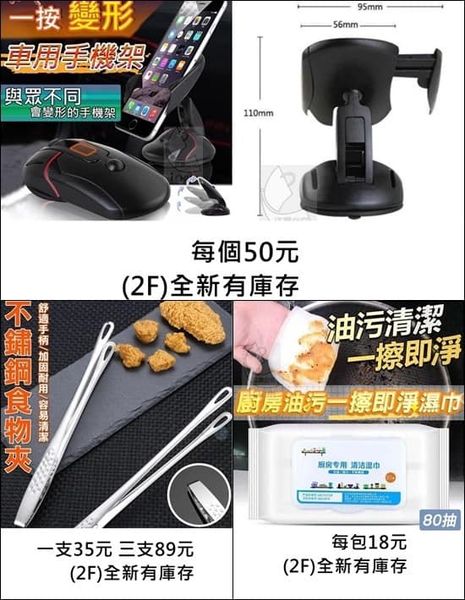 一按 變形
車用手機架
與眾不同
會變形的手機架
95mm
56mm
110mm
每個50元
(2F)全新有庫存
不鏽鋼食物夾
舒適手柄/加固耐用/容易清潔
一支35元 三支89元
(2F)全新有庫存
油污清潔
一擦即淨
廚房油污一擦即淨濕巾
厨房专用 清洁湿巾
80抽
每包18元
(2F)全新有庫存